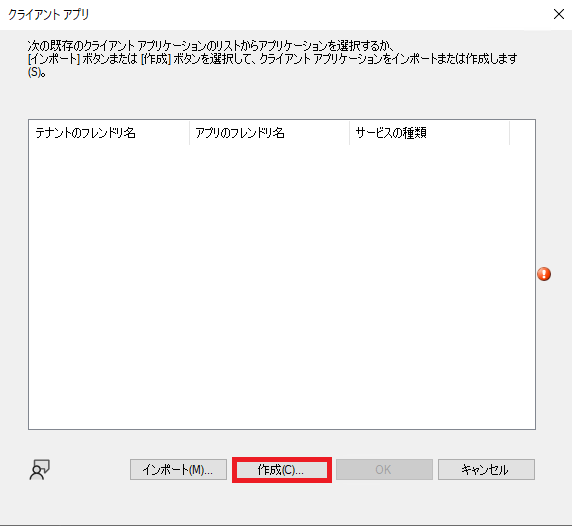 クライアント アプリ
次の既存のクライアント アプリケーションのリストからアプリケーションを選択するか、
[インポート] ボタンまたは [作成] ボタンを選択して、クライアント アプリケーションをインポートまたは作成します
(S)。
テナントのフレンドリ名 アプリのフレンドリ名 サービスの種類
インポート(M)... 作成(C)... OK キャンセル